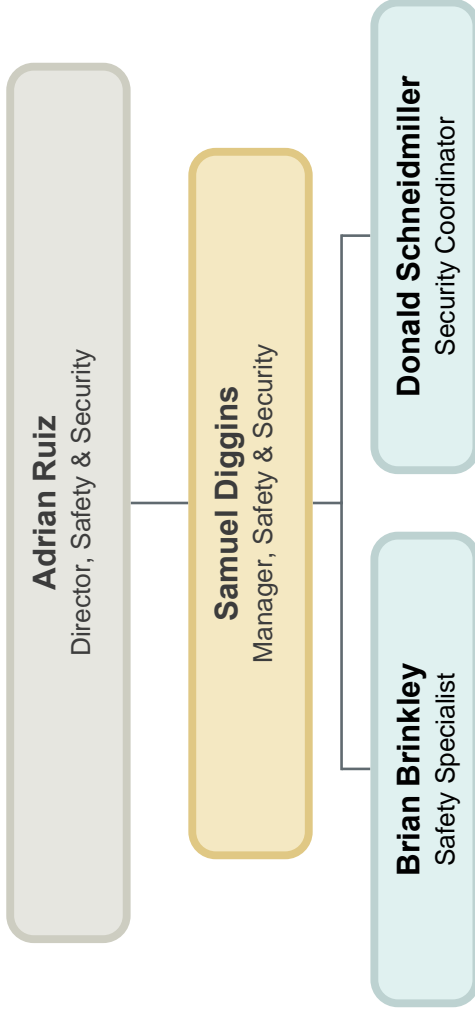 Adrian Ruiz
Director, Safety & Security
Samuel Diggins
Manager, Safety & Security
Brian Brinkley
Safety Specialist
Donald Schneidmiller
Security Coordinator